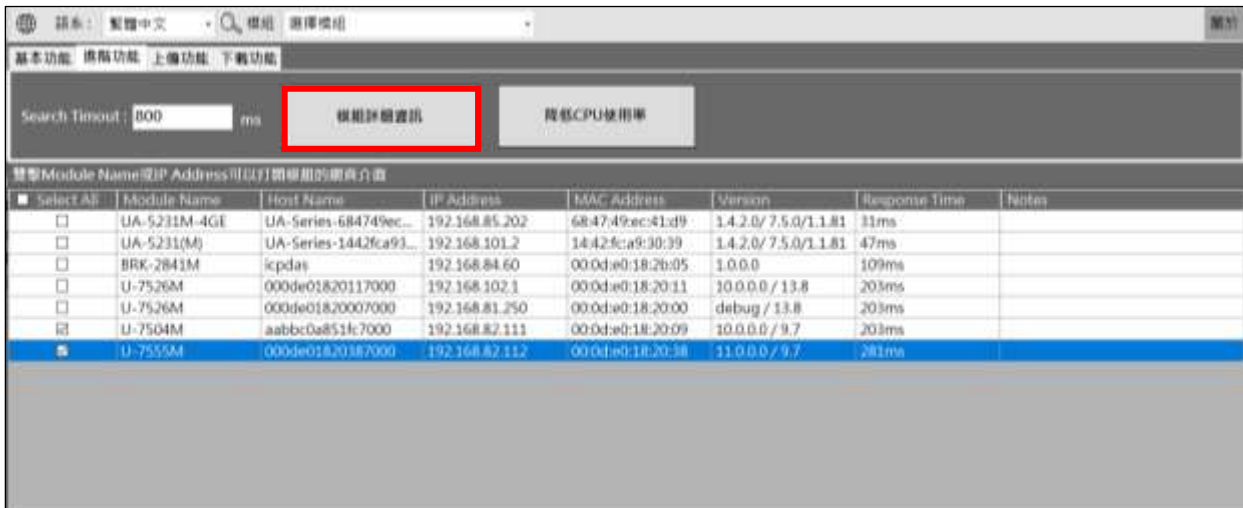 語系: 繁體中文 模組 選擇模組 關於
基本功能 進階功能 上傳功能 下載功能
Search Timout : 800 ms 模組詳細資訊 降低CPU使用率
雙擊Module Name或IP Address可以打開模組的網頁介面
Select All Module Name Host Name IP Address MAC Address Version Response Time Notes
UA-5231M-4GE UA-Series-684749ec... 192.168.85.202 68:47:49:ec:41:d9 1.4.2.0/ 7.5.0/1.1.81 31ms
UA-5231(M) UA-Series-1442fca93... 192.168.101.2 14:42:fc:a9:30:39 1.4.2.0/ 7.5.0/1.1.81 47ms
BRK-2841M icpdas 192.168.84.60 00:0d:e0:18:2b:05 1.0.0.0 109ms
U-7526M 000de01820117000 192.168.102.1 00:0d:e0:18:20:11 10.0.0.0 / 13.8 203ms
U-7526M 000de01820007000 192.168.81.250 00:0d:e0:18:20:00 debug / 13.8 203ms
U-7504M aabbc0a851fc7000 192.168.82.111 00:0d:e0:18:20:09 10.0.0.0 / 9.7 203ms
U-7555M 000de01820387000 192.168.82.112 00:0d:e0:18:20:38 11.0.0.0 / 9.7 281ms